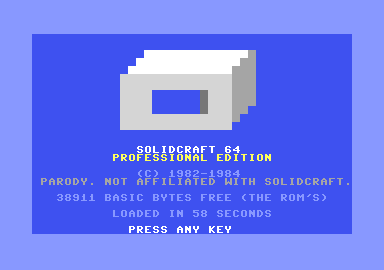 SOLIDCRAFT 64
PROFESSIONAL EDITION
(C) 1982-1984
PARODY. NOT AFFILIATED WITH SOLIDCRAFT.
38911 BASIC BYTES FREE (THE ROM'S)
LOADED IN 58 SECONDS
PRESS ANY KEY